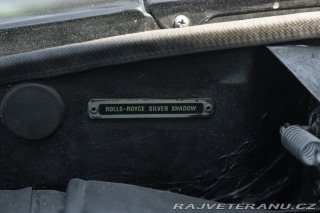 ROLLS-ROYCE SILVER SHADOW
RAJVETERANU.CZ